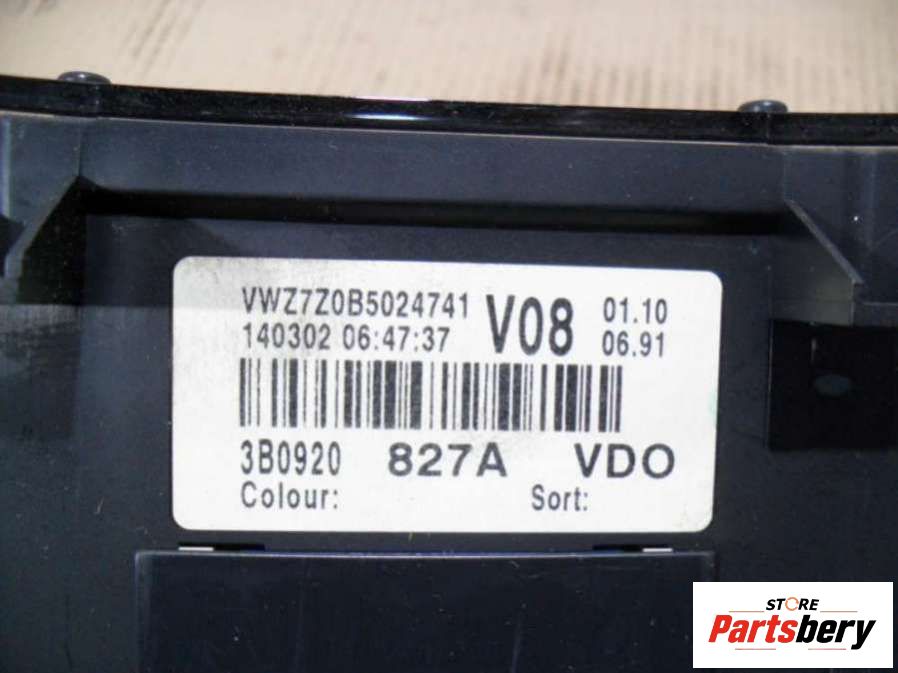 VWZ7Z0B5024741 V08 01.10
140302 06:47:37 06.91
3B0920 827A VDO
Colour: Sort:
STORE
Partsbery